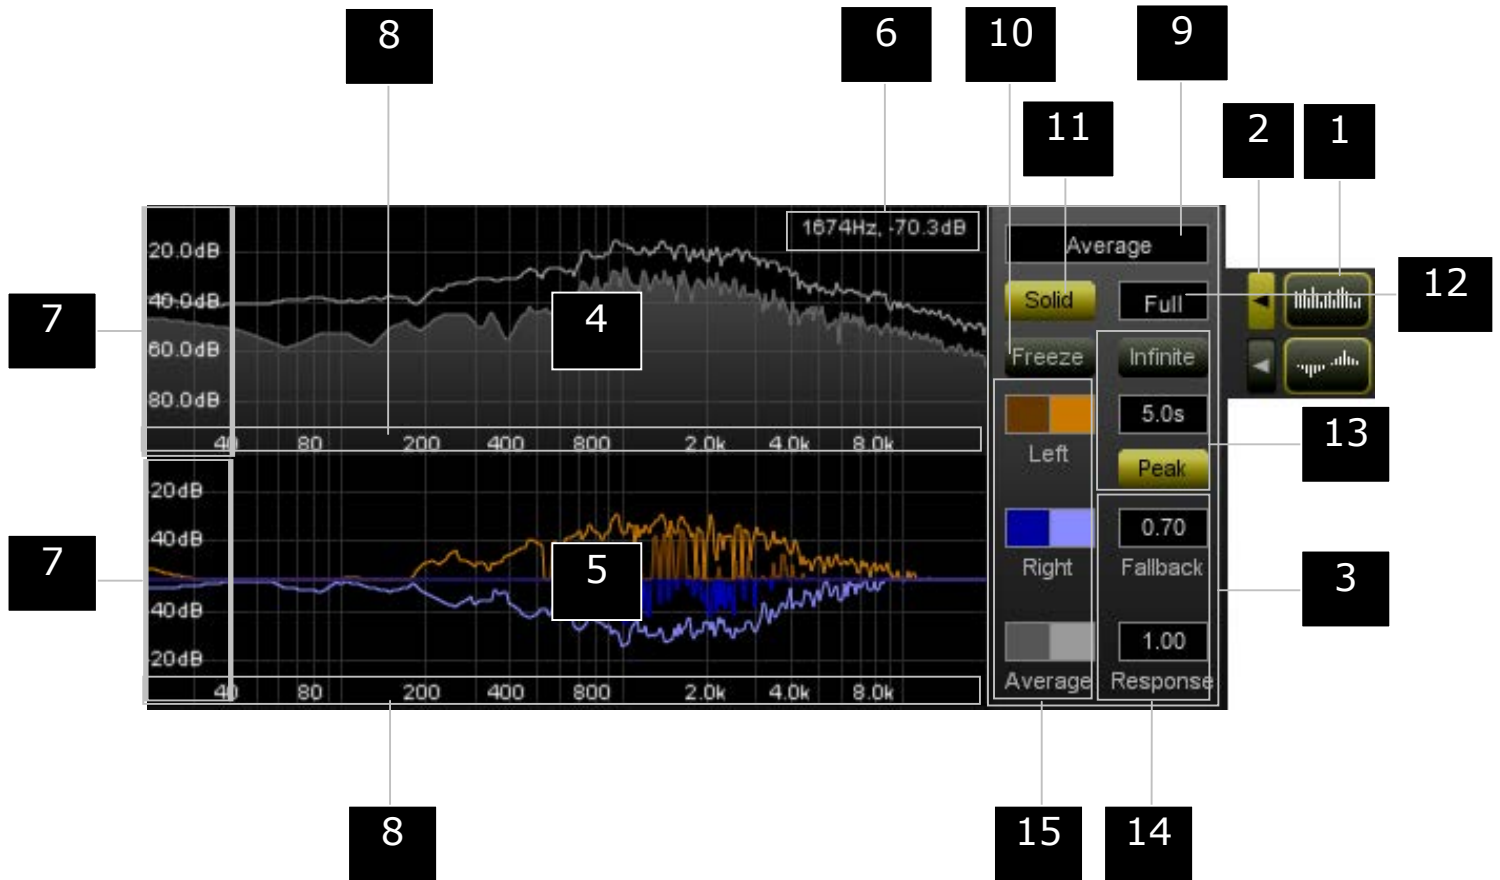 8
6
10
9
11
2
1
1674Hz, -70.3dB
Average
20.0dB
Solid
Full
12
40.0dB
7
4
60.0dB
Freeze
Infinite
80.0dB
5.0s
13
40 80 200 400 800 2.0k 4.0k 8.0k
Left
Peak
20dB
40dB
0.70
7
5
Right
Fallback
3
40dB
20dB
1.00
40 80 200 400 800 2.0k 4.0k 8.0k
Average
Response
8
15
14